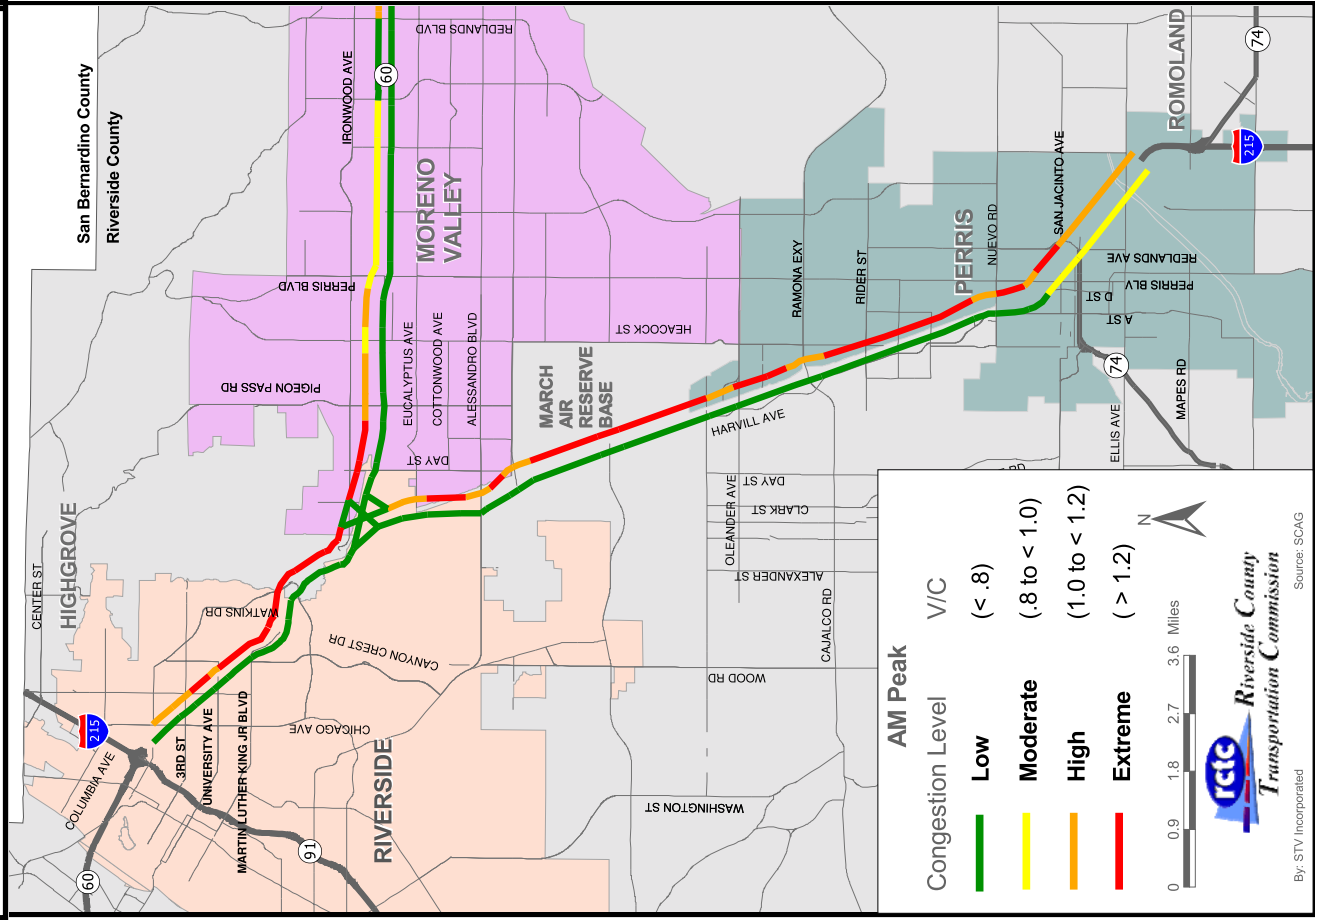 San Bernardino County
Riverside County
60
IRONWOOD AVE
REDLANDS BLVD
MORENO
VALLEY
PERRIS BLVD
PIGEON PASS RD
EUCALYPTUS AVE
COTTONWOOD AVE
ALESSANDRO BLVD
HEACOCK ST
DAY ST
MARCH
AIR
RESERVE
BASE
HARVILL AVE
RAMONA EXY
RIDER ST
PERRIS
NUEVO RD
SAN JACINTO AVE
ROMOLAND
74
215
REDLANDS AVE
PERRIS BLV
D ST
A ST
74
MAPES RD
ELLIS AVE
RD
OLEANDER AVE
DAY ST
CLARK ST
ALEXANDER ST
CAJALCO RD
WOOD RD
WASHINGTON ST
CENTER ST
HIGHGROVE
WATKINS DR
CANYON CREST DR
CHICAGO AVE
215
COLUMBIA AVE
3RD ST
UNIVERSITY AVE
MARTIN LUTHER KING JR BLVD
RIVERSIDE
91
60
AM Peak
Congestion Level V/C
Low (< .8)
Moderate (.8 to < 1.0)
High (1.0 to < 1.2)
Extreme ( > 1.2)
N
0 0.9 1.8 2.7 3.6 Miles
rctc
Riverside County
Transportation Commission
By: STV Incorporated Source: SCAG